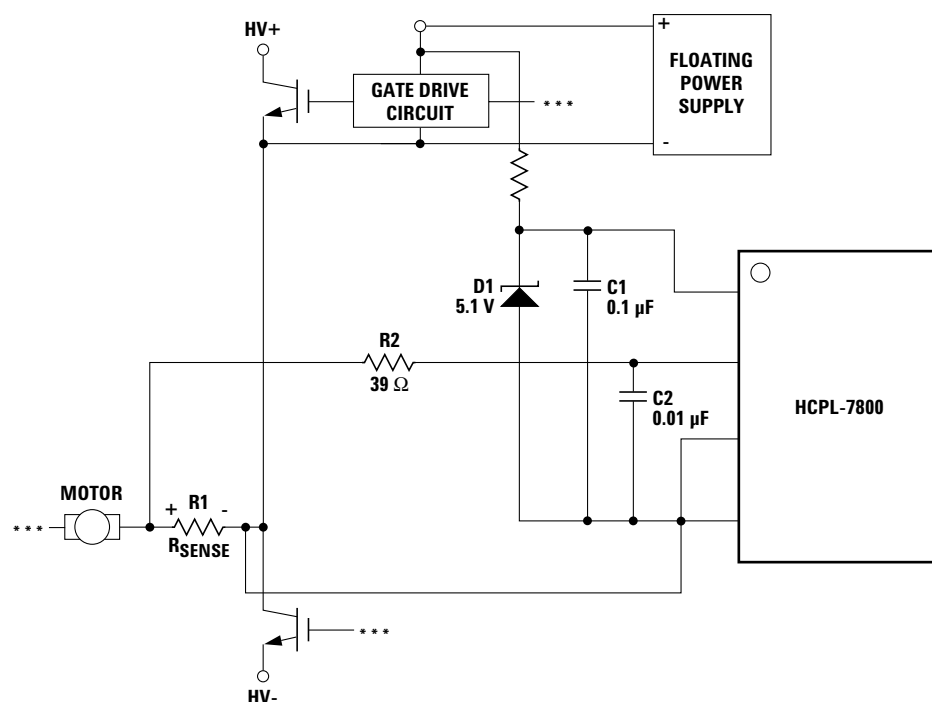 HV+
+
FLOATING
POWER
SUPPLY
-
GATE DRIVE
CIRCUIT
***
D1
5.1 V
C1
0.1 µF
R2
39 Ω
C2
0.01 µF
HCPL-7800
MOTOR
***
+ R1 -
RSENSE
***
HV-